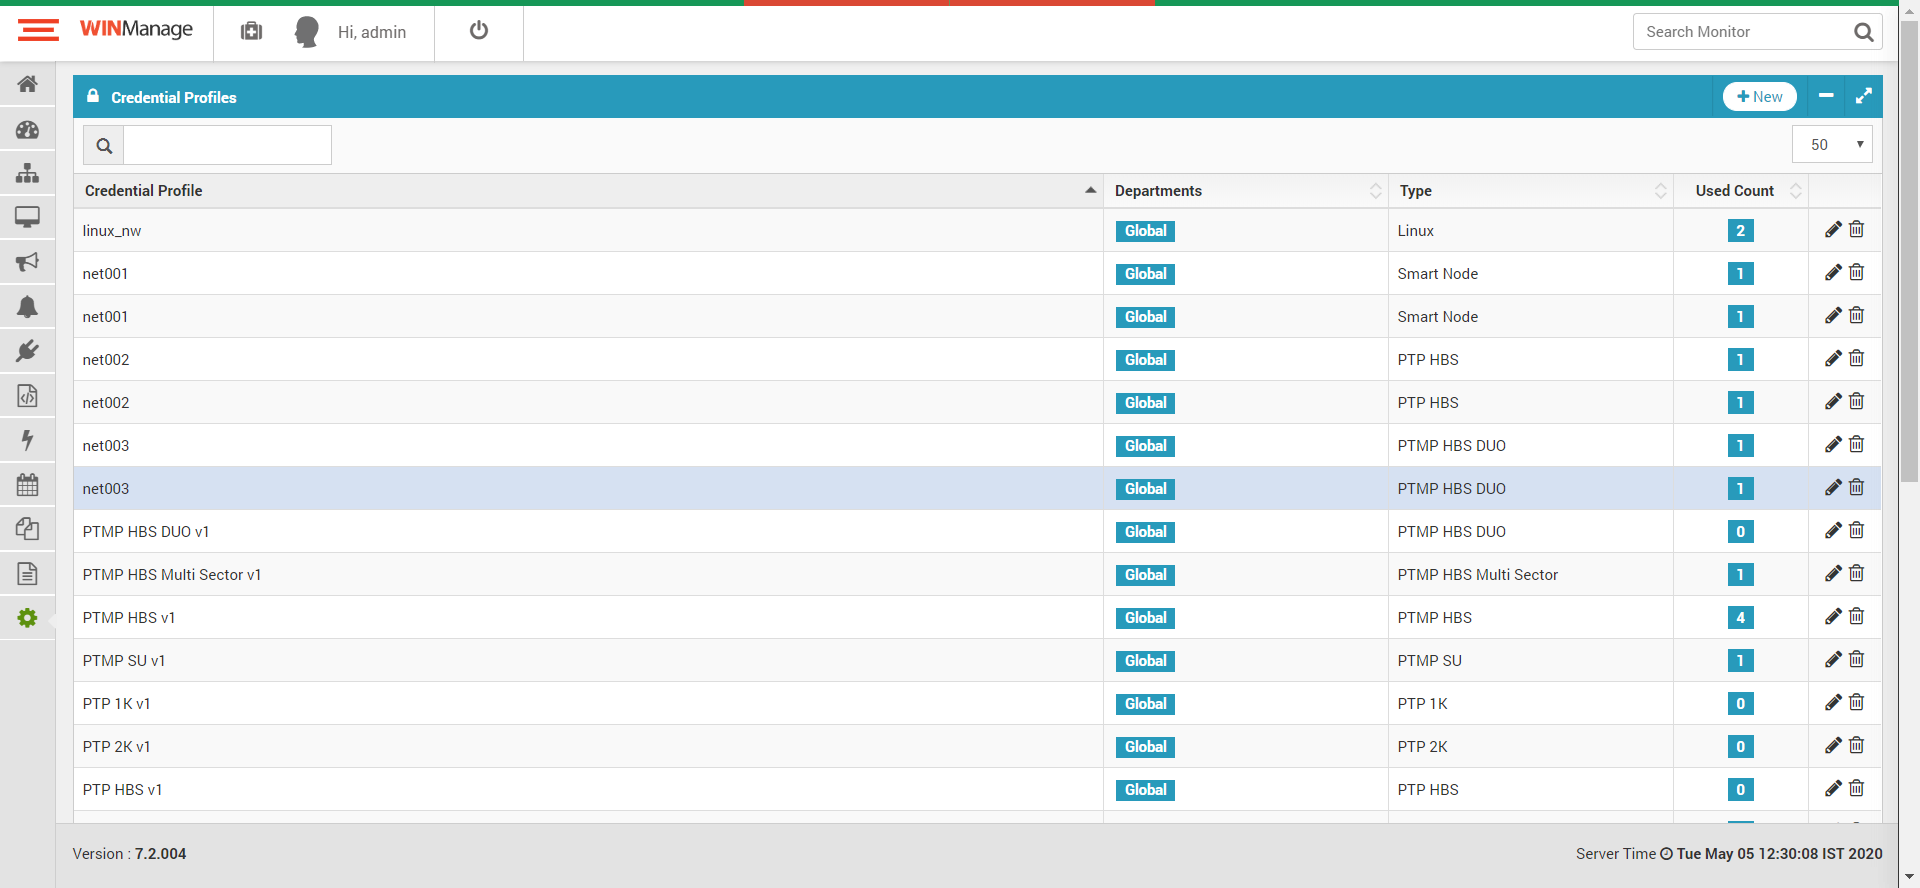 WINManage
Hi, admin
Search Monitor
Credential Profiles
New
50
Credential Profile Departments Type Used Count
linux_nw Global Linux 2
net001 Global Smart Node 1
net001 Global Smart Node 1
net002 Global PTP HBS 1
net002 Global PTP HBS 1
net003 Global PTMP HBS DUO 1
net003 Global PTMP HBS DUO 1
PTMP HBS DUO v1 Global PTMP HBS DUO 0
PTMP HBS Multi Sector v1 Global PTMP HBS Multi Sector 1
PTMP HBS v1 Global PTMP HBS 4
PTMP SU v1 Global PTMP SU 1
PTP 1K v1 Global PTP 1K 0
PTP 2K v1 Global PTP 2K 0
PTP HBS v1 Global PTP HBS 0
Version : 7.2.004
Server Time Tue May 05 12:30:08 IST 2020